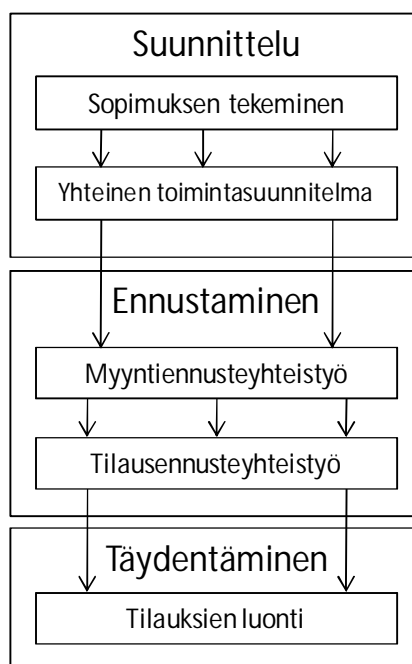 Suunnittelu
Sopimuksen tekeminen
Yhteinen toimintasuunnitelma
Ennustaminen
Myyntiennusteyhteistyö
Tilausennusteyhteistyö
Täydentäminen
Tilauksien luonti